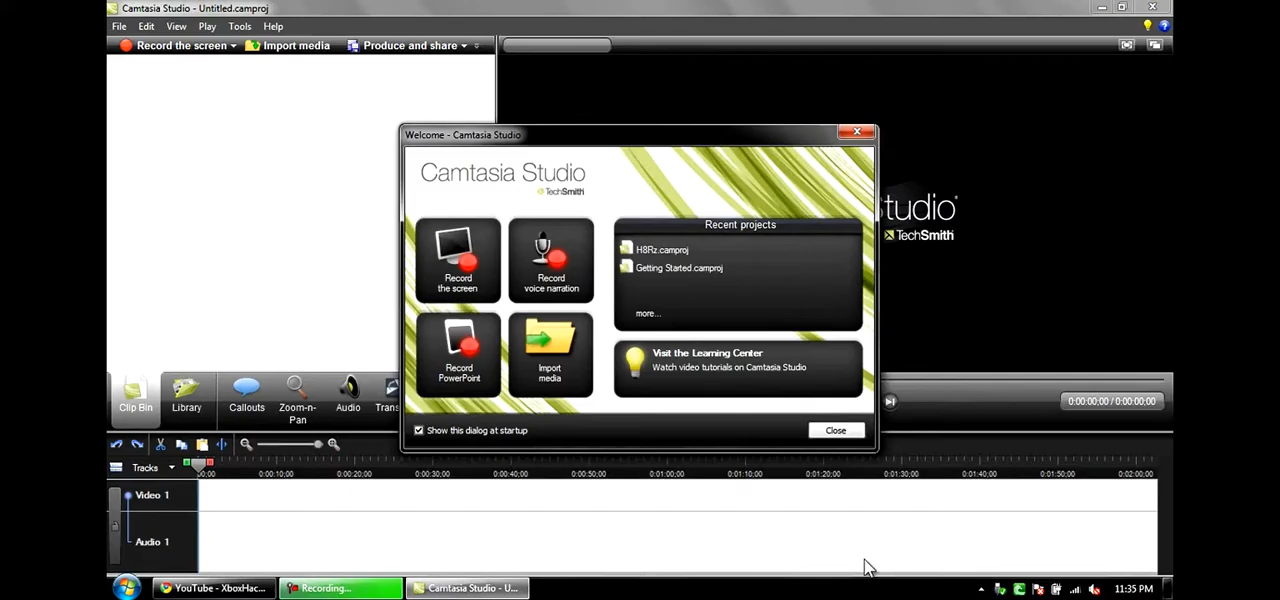 Camtasia Studio - Untitled.camproj
File Edit View Play Tools Help
Record the screen Import media Produce and share
Welcome - Camtasia Studio
Camtasia Studio
TechSmith
Record
the screen
Record
voice narration
Record
PowerPoint
Import
media
Recent projects
H8Rz.camproj
Getting Started.camproj
more...
Visit the Learning Center
Watch video tutorials on Camtasia Studio
Show this dialog at startup
Close
tudio
TechSmith
Clip Bin
Library
Callouts
Zoom-n-
Pan
Audio
Trans
0:00:00;00 / 0:00:00;00
Tracks
:00;00 0:00:10;00 0:00:20;00 0:00:30;00 0:00:40;00 0:00:50;00 0:01:00;00 0:01:10;00 0:01:20;00 0:01:30;00 0:01:40;00 0:01:50;00 0:02:00;00
Video 1
Audio 1
YouTube - XboxHac... Recording... Camtasia Studio - U... 11:35 PM